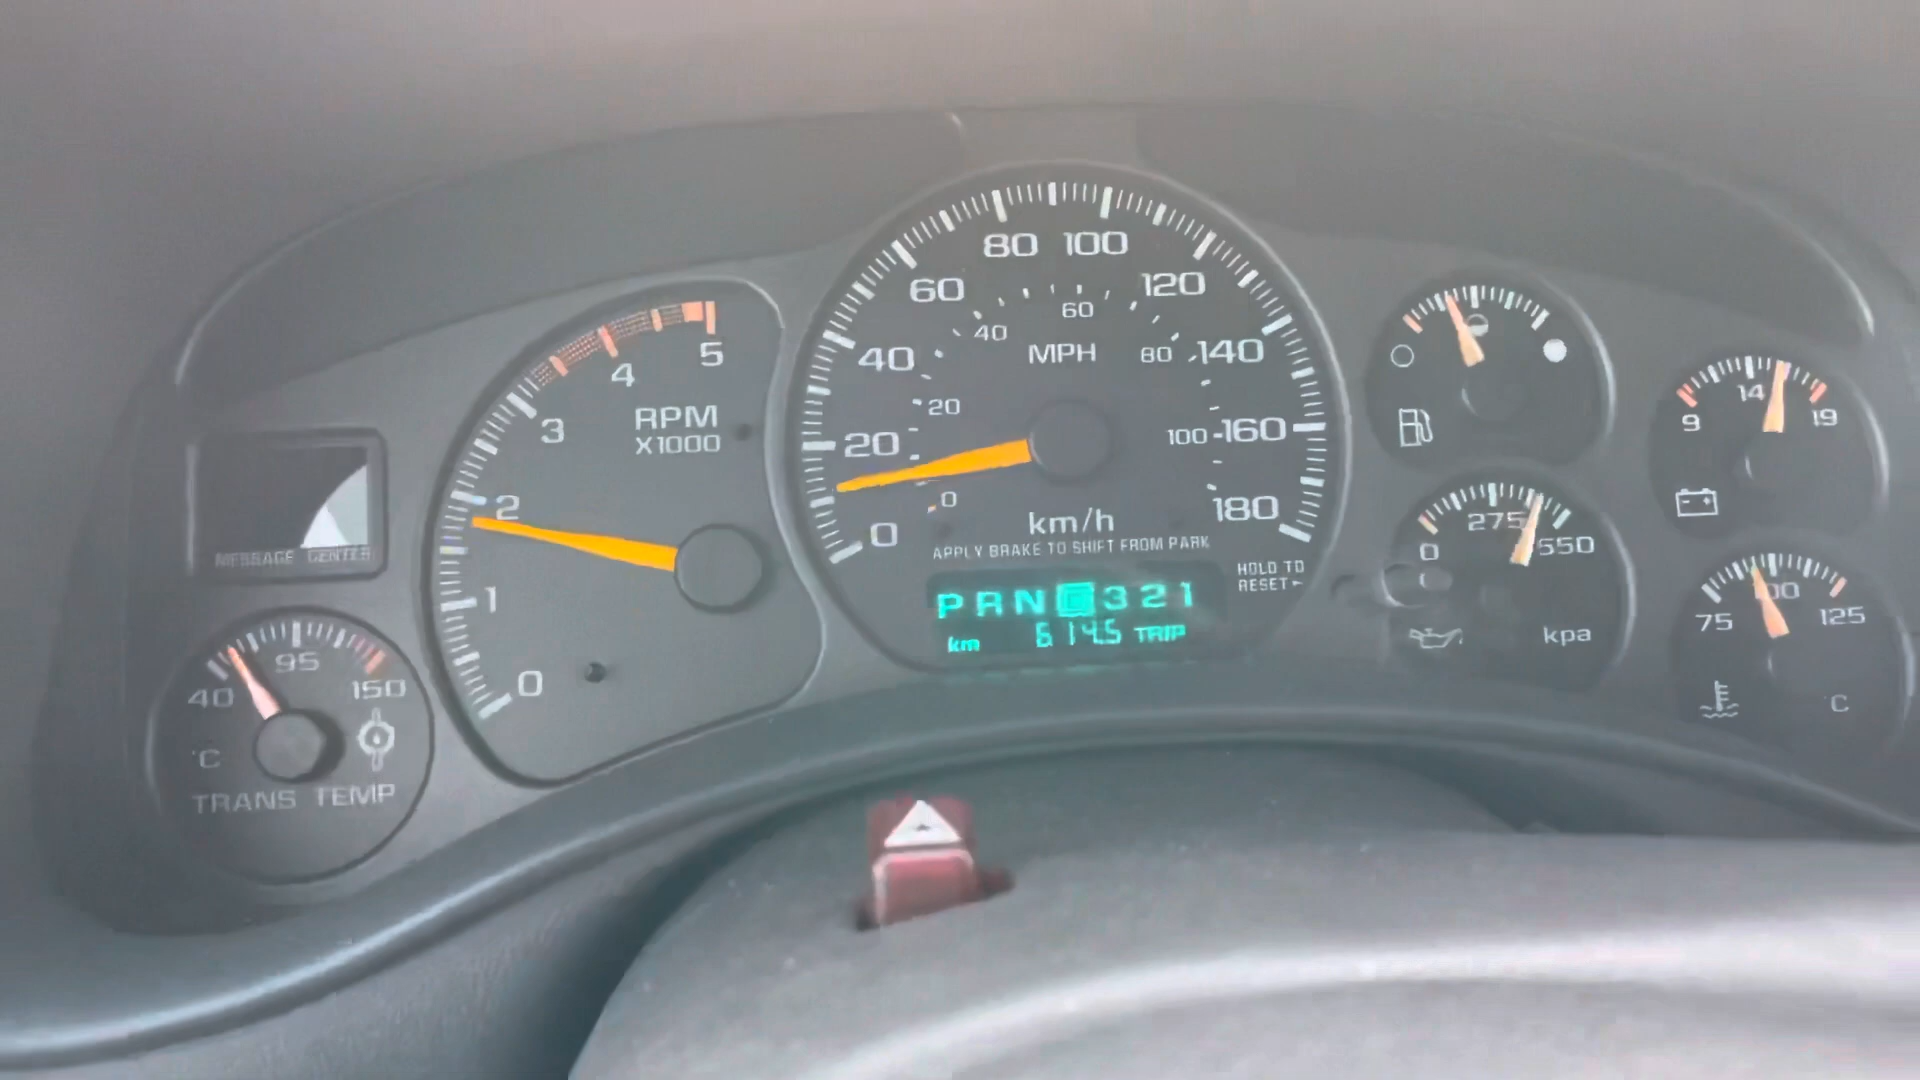 80 100
60 120
60
40
MPH 80 140
40
20
20 100 160
0
km/h 180
0
APPLY BRAKE TO SHIFT FROM PARK
HOLD TO
RESET
P R N 3 2 1
km 614.5 TRIP
5
4
3
RPM
X1000
2
1
0
MESSAGE CENTER
95
40 150
°C
TRANS TEMP
14
9 19
275
0 550
kpa
100
75 125
C